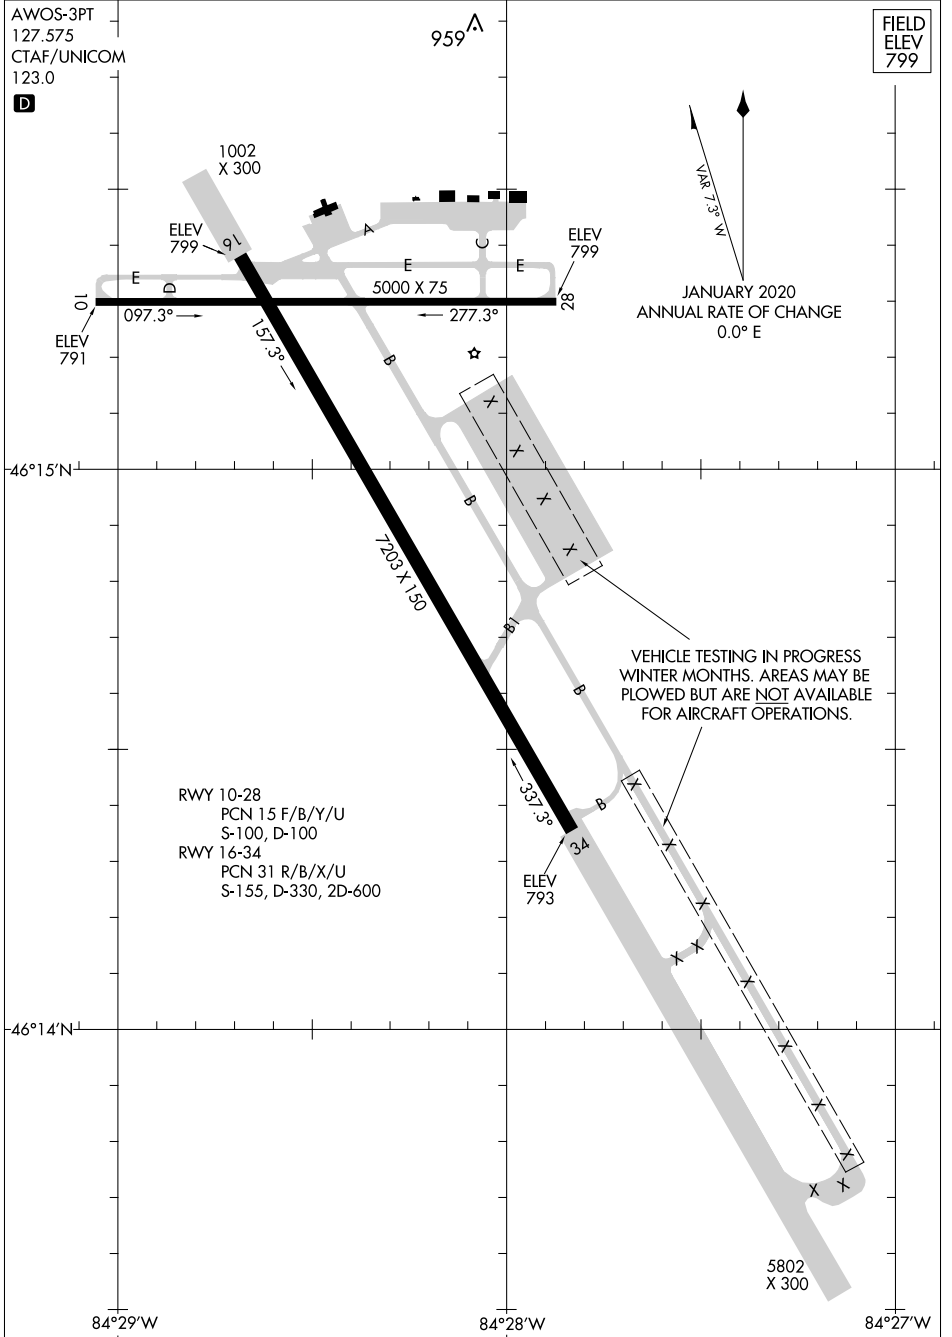 AWOS-3PT
127.575
CTAF/UNICOM
123.0
D
959
FIELD
ELEV
799
1002
X 300
VAR 7.3° W
JANUARY 2020
ANNUAL RATE OF CHANGE
0.0° E
ELEV
799
16
A
C
ELEV
799
E
D
E
E
5000 X 75
10
28
097.3°
277.3°
ELEV
791
157.3°
B
46°15'N
B
7203 X 150
B1
VEHICLE TESTING IN PROGRESS
WINTER MONTHS. AREAS MAY BE
PLOWED BUT ARE NOT AVAILABLE
FOR AIRCRAFT OPERATIONS.
B
RWY 10-28
PCN 15 F/B/Y/U
S-100, D-100
RWY 16-34
PCN 31 R/B/X/U
S-155, D-330, 2D-600
337.3°
B
34
ELEV
793
46°14'N
5802
X 300
84°29'W
84°28'W
84°27'W